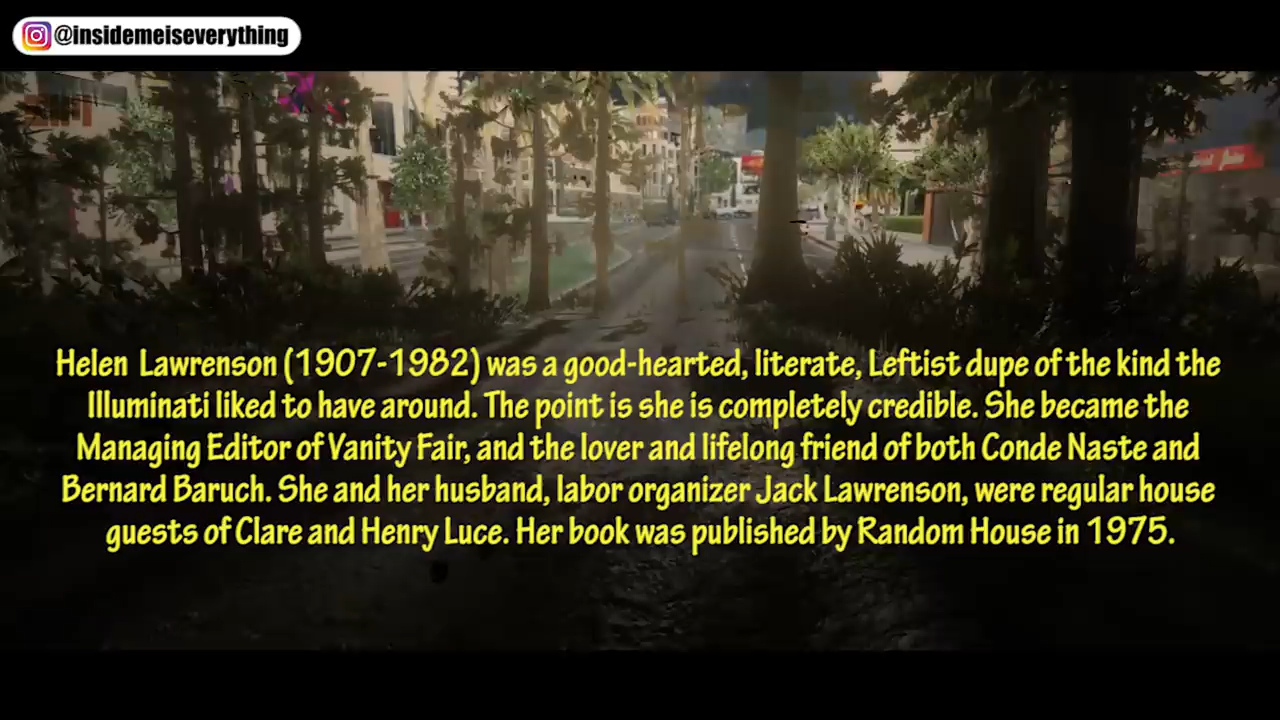 @insidemeiseverything
Helen Lawrenson (1907-1982) was a good-hearted, literate, Leftist dupe of the kind the
Illuminati liked to have around. The point is she is completely credible. She became the
Managing Editor of Vanity Fair, and the lover and lifelong friend of both Conde Naste and
Bernard Baruch. She and her husband, labor organizer Jack Lawrenson, were regular house
guests of Clare and Henry Luce. Her book was published by Random House in 1975.